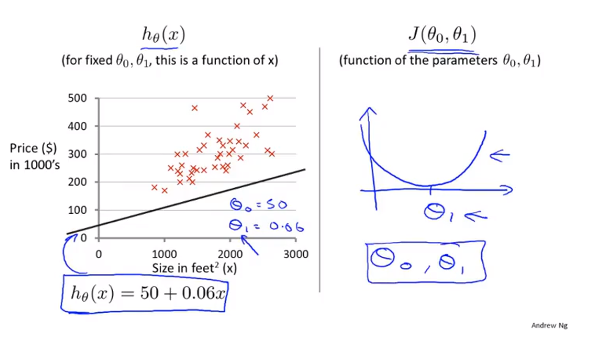 hθ(x)
(for fixed θ₀, θ₁, this is a function of x)
Price ($)
in 1000's
500
400
300
200
100
0
0 1000 2000 3000
Size in feet² (x)
θ₀ = 50
θ₁ = 0.06
hθ(x) = 50 + 0.06x
J(θ₀, θ₁)
(function of the parameters θ₀, θ₁)
θ₁
θ₀, θ₁
Andrew Ng